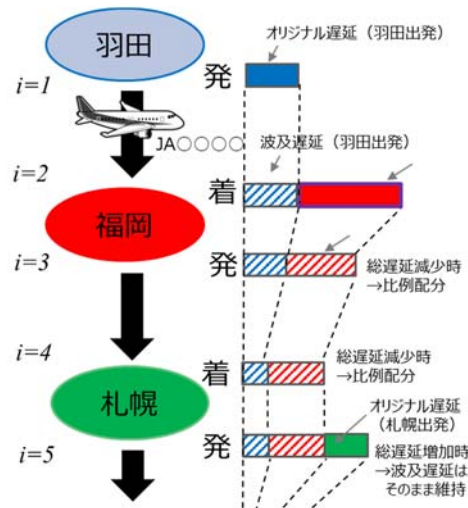 羽田
オリジナル遅延（羽田出発）
発
i=1
JA○○○○
波及遅延（羽田出発）
i=2
着
福岡
発
i=3
総遅延減少時
→比例配分
i=4
着
総遅延減少時
→比例配分
札幌
オリジナル遅延
（札幌出発）
発
i=5
総遅延増加時
→波及遅延は
そのまま維持